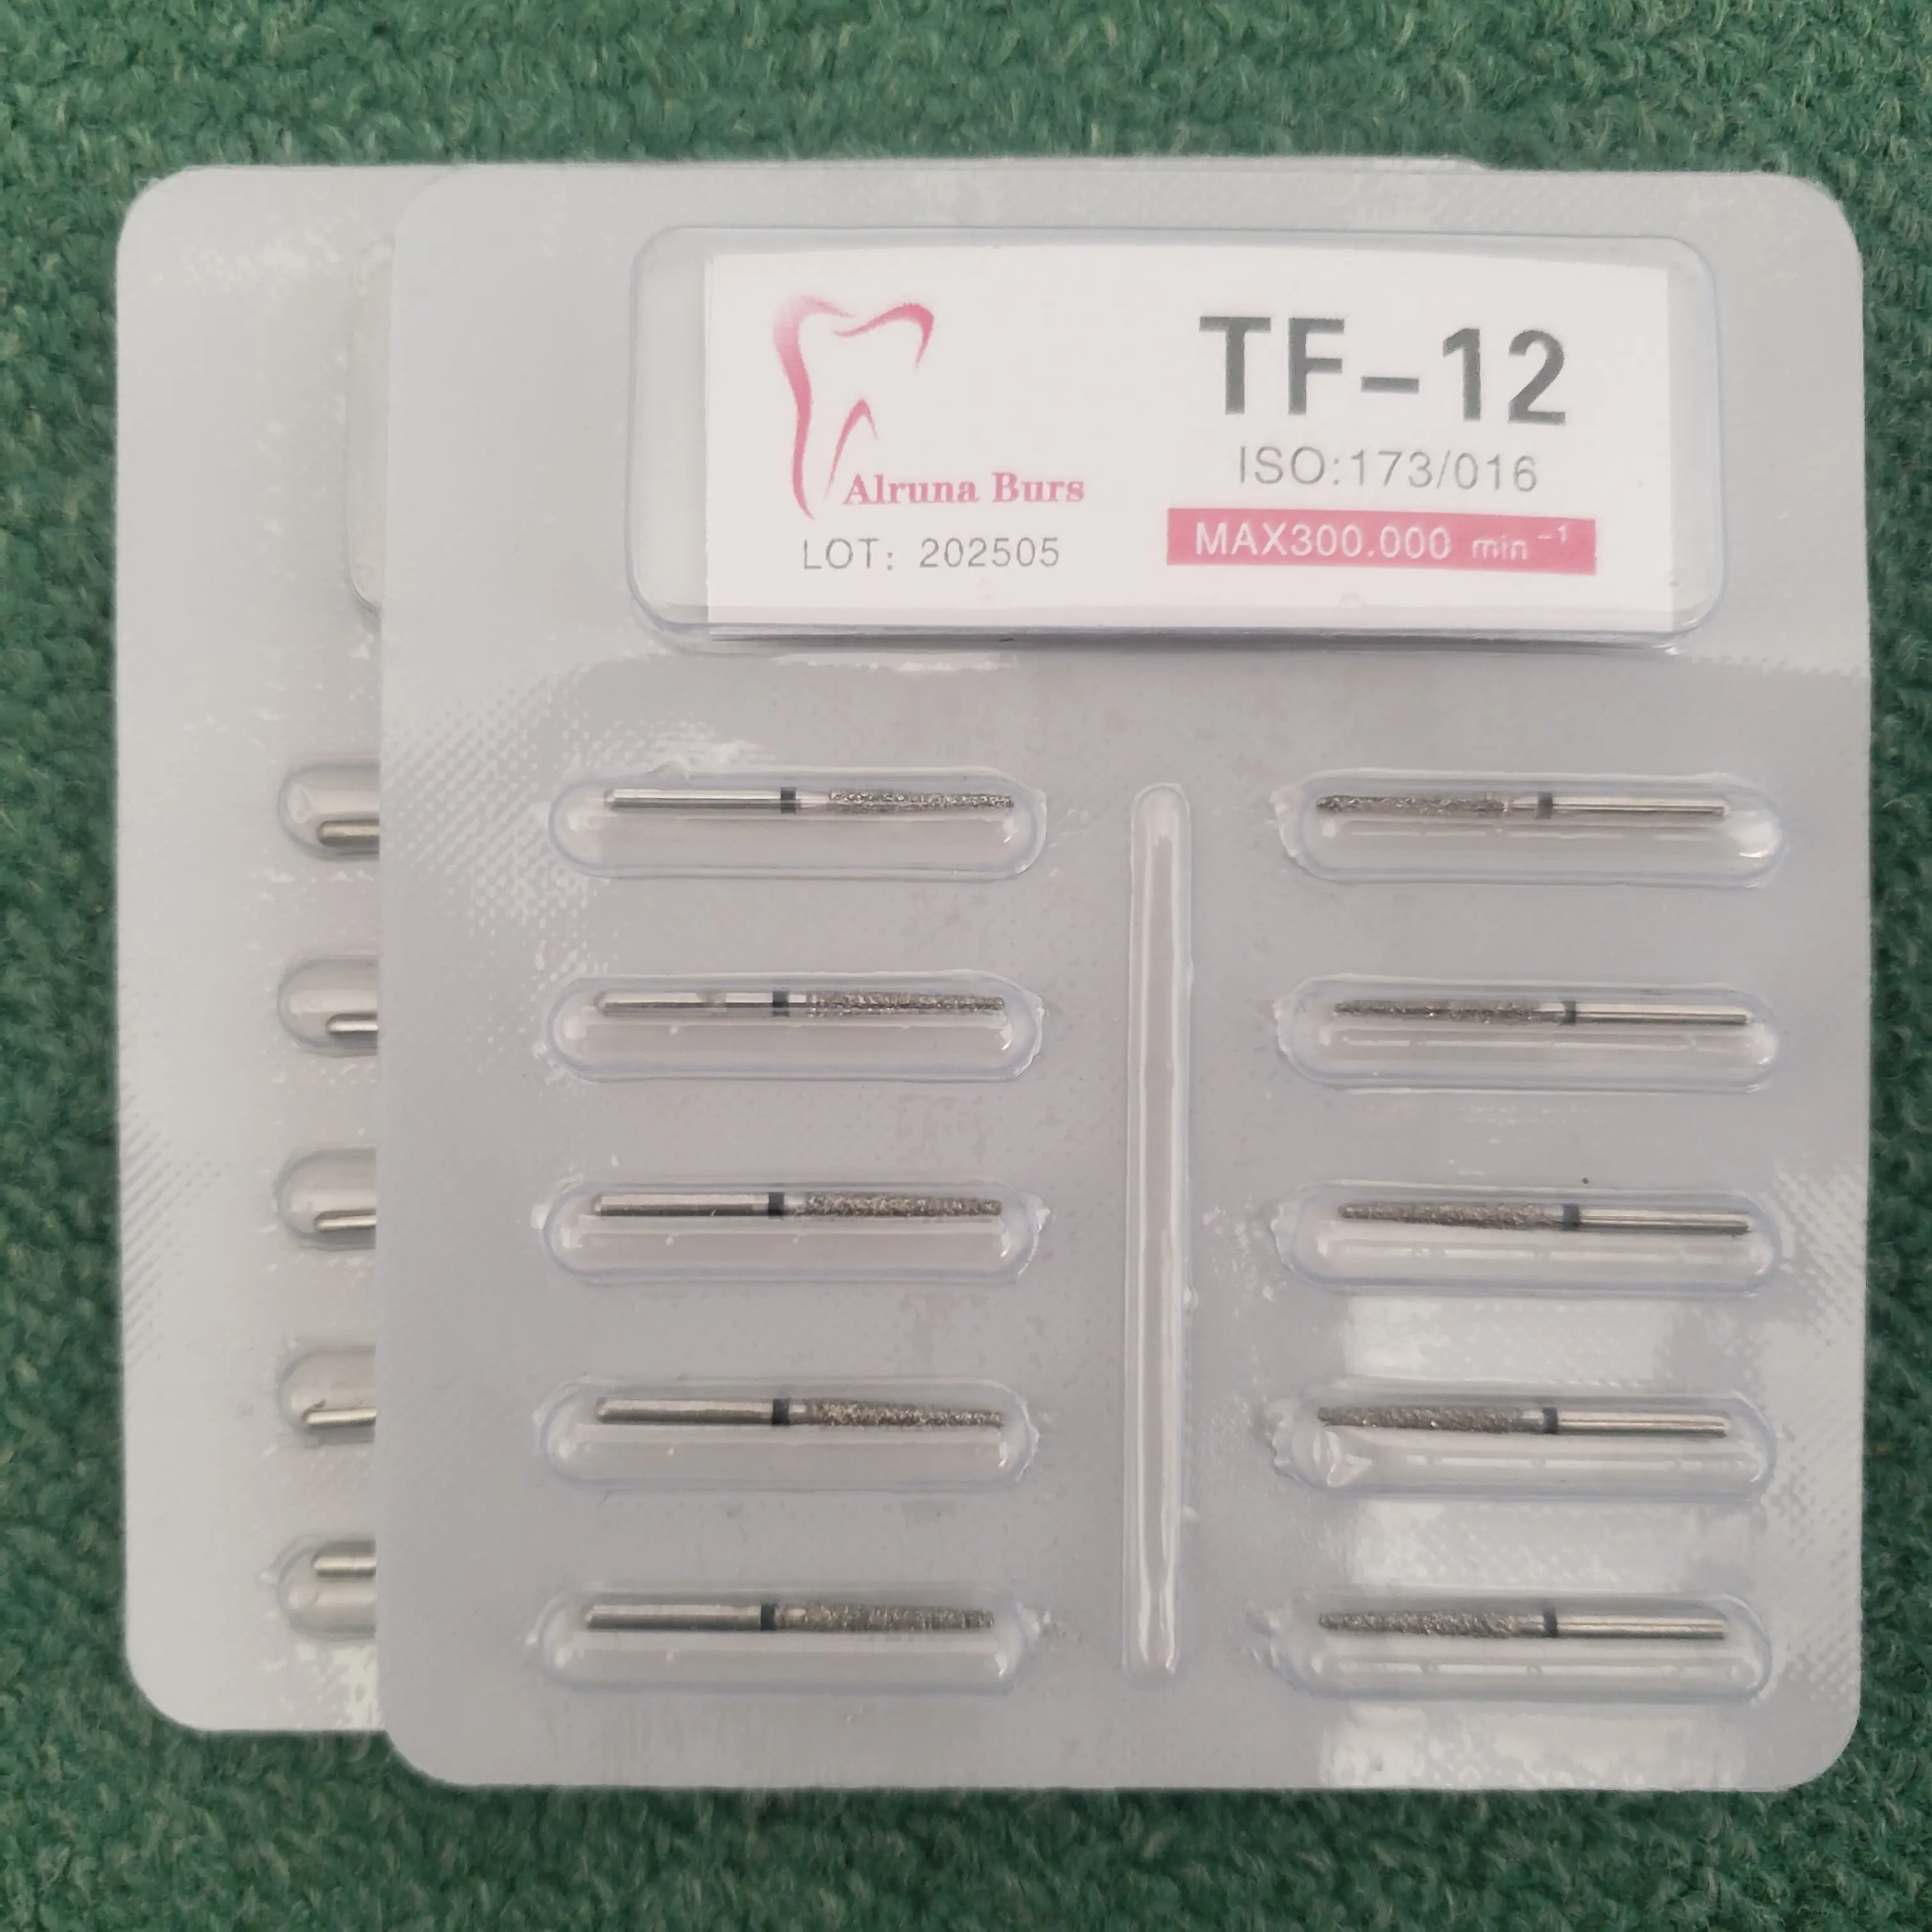 TF-12
ISO:173/016
Alruna Burs
MAX300.000 min⁻¹
LOT: 202505